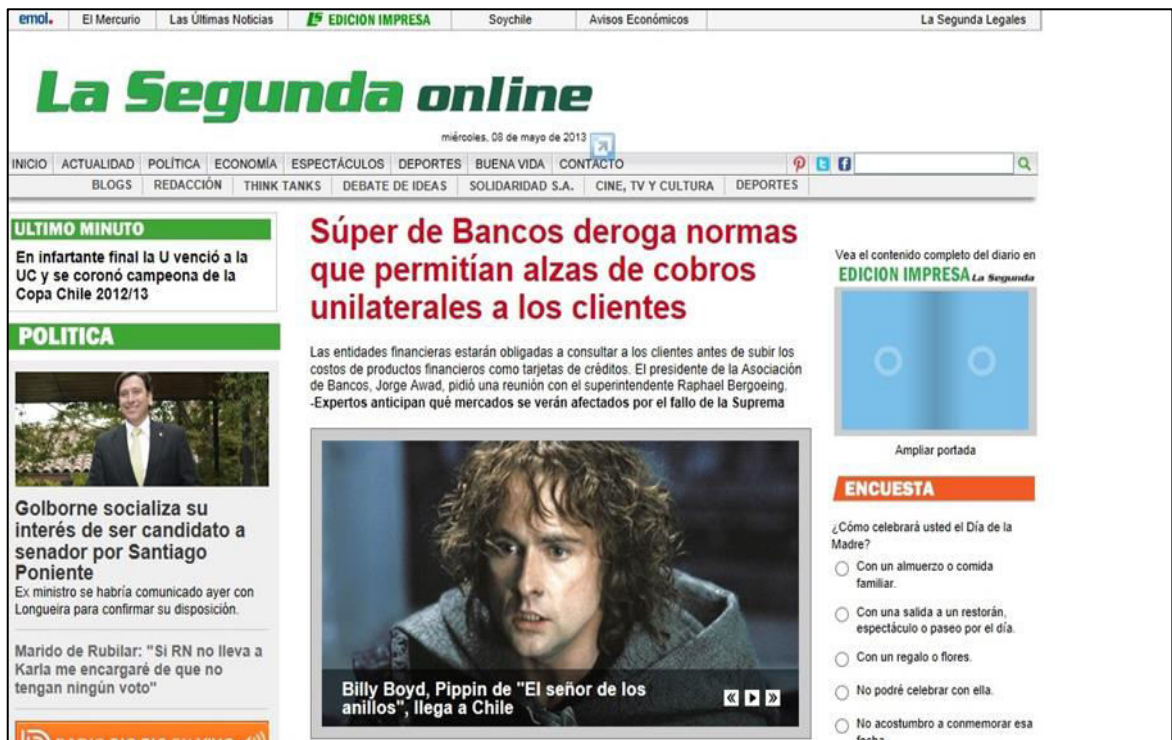 emol. El Mercurio Las Últimas Noticias EDICION IMPRESA Soychile Avisos Económicos La Segunda Legales
La Segunda online
miércoles, 08 de mayo de 2013
INICIO ACTUALIDAD POLÍTICA ECONOMÍA ESPECTÁCULOS DEPORTES BUENA VIDA CONTACTO
BLOGS REDACCIÓN THINK TANKS DEBATE DE IDEAS SOLIDARIDAD S.A. CINE, TV Y CULTURA DEPORTES
ULTIMO MINUTO
En infartante final la U venció a la
UC y se coronó campeona de la
Copa Chile 2012/13
POLITICA
Golborne socializa su
interés de ser candidato a
senador por Santiago
Poniente
Ex ministro se habría comunicado ayer con
Longueira para confirmar su disposición.
Marido de Rubilar: "Si RN no lleva a
Karla me encargaré de que no
tengan ningún voto"
Súper de Bancos deroga normas
que permitían alzas de cobros
unilaterales a los clientes
Las entidades financieras estarán obligadas a consultar a los clientes antes de subir los
costos de productos financieros como tarjetas de créditos. El presidente de la Asociación
de Bancos, Jorge Awad, pidió una reunión con el superintendente Raphael Bergoeing.
-Expertos anticipan qué mercados se verán afectados por el fallo de la Suprema
Billy Boyd, Pippin de "El señor de los
anillos", llega a Chile
Vea el contenido completo del diario en
EDICION IMPRESA La Segunda
Ampliar portada
ENCUESTA
¿Cómo celebrará usted el Día de la
Madre?
Con un almuerzo o comida
familiar.
Con una salida a un restorán,
espectáculo o paseo por el día.
Con un regalo o flores.
No podré celebrar con ella.
No acostumbro a conmemorar esa